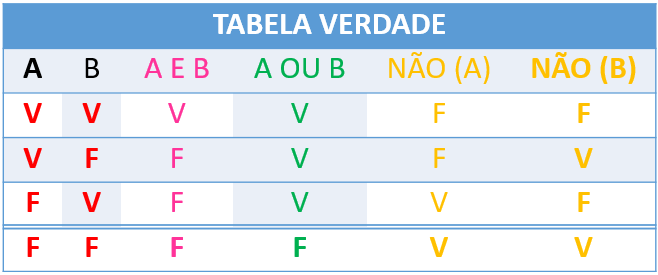 TABELA VERDADE
A B A E B A OU B NÃO (A) NÃO (B)
V V V V F F
V F F V F V
F V F V V F
F F F F V V